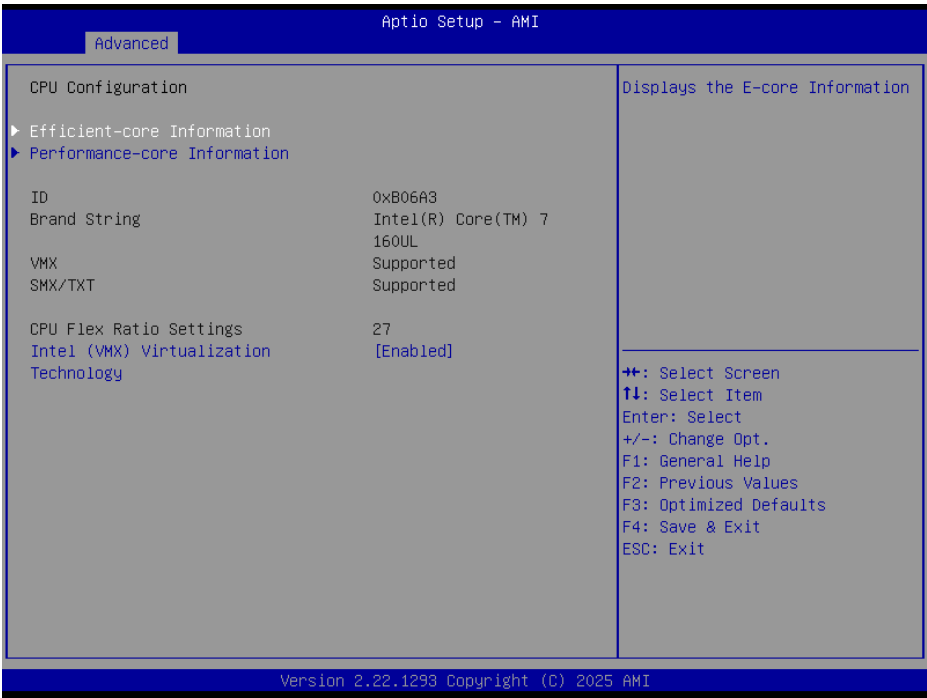 Aptio Setup – AMI
Advanced
CPU Configuration
Efficient-core Information
Performance-core Information
ID 0xB06A3
Brand String Intel(R) Core(TM) 7
160UL
VMX Supported
SMX/TXT Supported
CPU Flex Ratio Settings 27
Intel (VMX) Virtualization [Enabled]
Technology
Displays the E-core Information
→←: Select Screen
↑↓: Select Item
Enter: Select
+/-: Change Opt.
F1: General Help
F2: Previous Values
F3: Optimized Defaults
F4: Save & Exit
ESC: Exit
Version 2.22.1293 Copyright (C) 2025 AMI